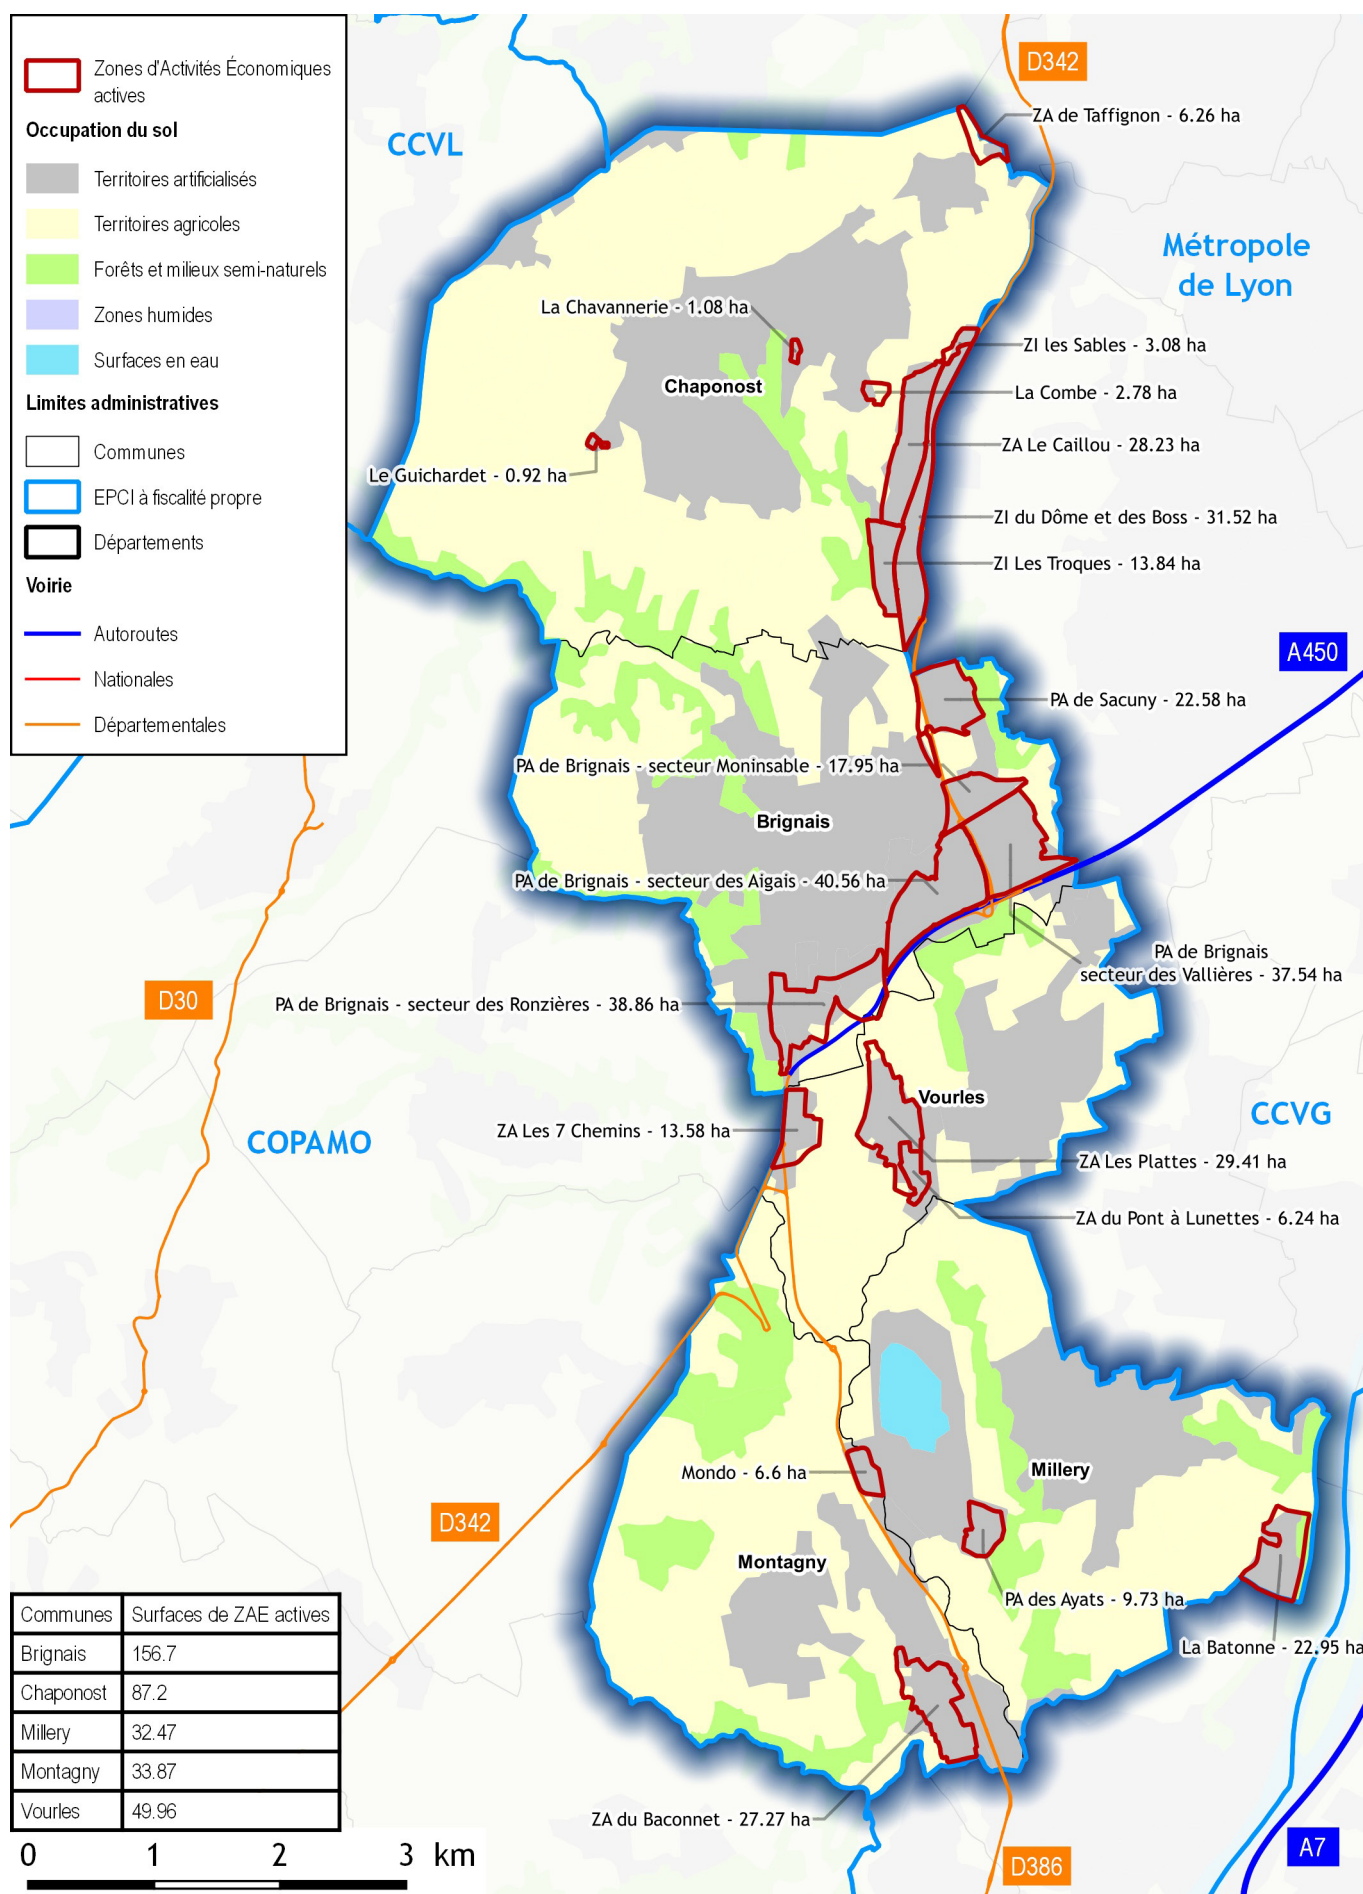 Zones d'Activités Économiques
actives
Occupation du sol
Territoires artificialisés
Territoires agricoles
Forêts et milieux semi-naturels
Zones humides
Surfaces en eau
Limites administratives
Communes
EPCI à fiscalité propre
Départements
Voirie
Autoroutes
Nationales
Départementales
CCVL
D342
ZA de Taffignon - 6.26 ha
Métropole
de Lyon
La Chavannerie - 1.08 ha
ZI les Sables - 3.08 ha
Chaponost
La Combe - 2.78 ha
ZA Le Caillou - 28.23 ha
Le Guichardet - 0.92 ha
ZI du Dôme et des Boss - 31.52 ha
ZI Les Troques - 13.84 ha
A450
PA de Sacuny - 22.58 ha
PA de Brignais - secteur Moninsable - 17.95 ha
Brignais
PA de Brignais - secteur des Aigais - 40.56 ha
PA de Brignais
secteur des Vallières - 37.54 ha
D30
PA de Brignais - secteur des Ronzières - 38.86 ha
Vourles
CCVG
COPAMO
ZA Les 7 Chemins - 13.58 ha
ZA Les Plattes - 29.41 ha
ZA du Pont à Lunettes - 6.24 ha
Mondo - 6.6 ha
Millery
D342
Montagny
PA des Ayats - 9.73 ha
La Batonne - 22.95 ha
ZA du Baconnet - 27.27 ha
A7
D386
Communes Surfaces de ZAE actives
Brignais 156.7
Chaponost 87.2
Millery 32.47
Montagny 33.87
Vourles 49.96
0 1 2 3 km